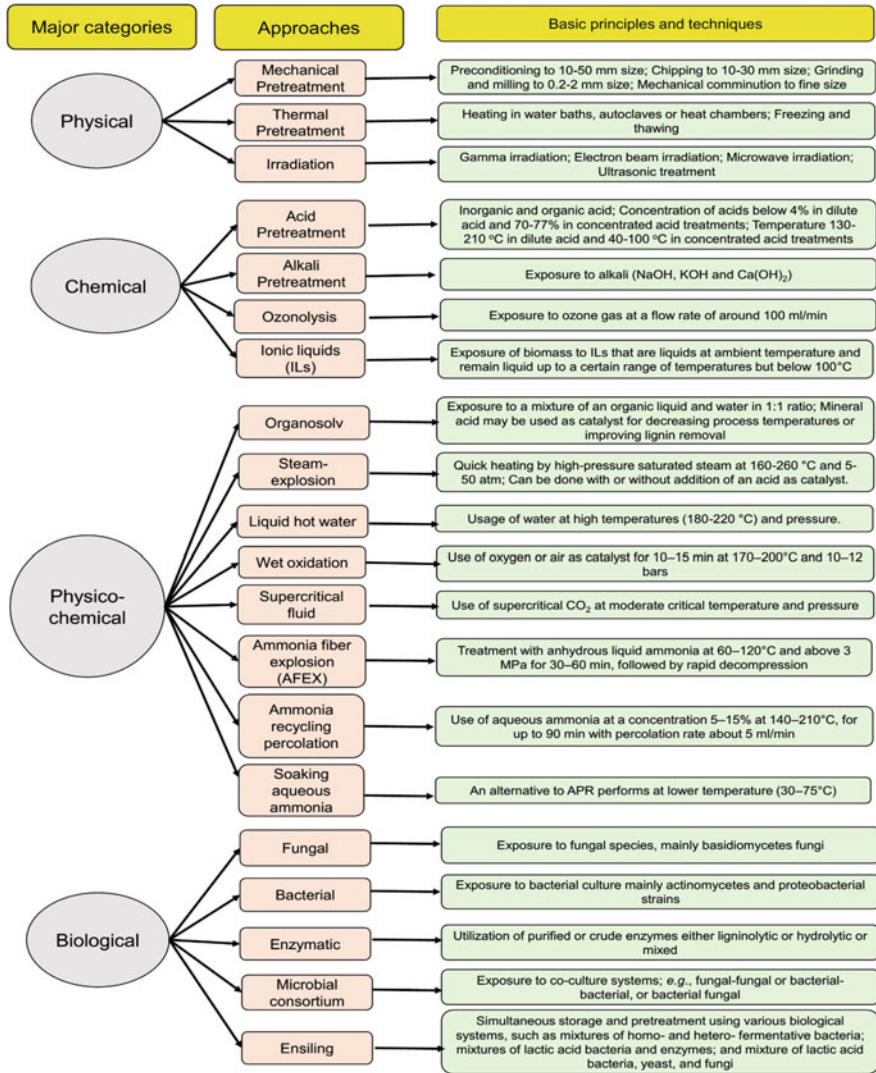 Major categories
Approaches
Basic principles and techniques
Physical
Mechanical
Pretreatment
Preconditioning to 10-50 mm size; Chipping to 10-30 mm size; Grinding
and milling to 0.2-2 mm size; Mechanical comminution to fine size
Thermal
Pretreatment
Heating in water baths, autoclaves or heat chambers; Freezing and
thawing
Irradiation
Gamma irradiation; Electron beam irradiation; Microwave irradiation;
Ultrasonic treatment
Chemical
Acid
Pretreatment
Inorganic and organic acid; Concentration of acids below 4% in dilute
acid and 70-77% in concentrated acid treatments; Temperature 130-
210 ºC in dilute acid and 40-100 ºC in concentrated acid treatments
Alkali
Pretreatment
Exposure to alkali (NaOH, KOH and Ca(OH)₂)
Ozonolysis
Exposure to ozone gas at a flow rate of around 100 ml/min
Ionic liquids
(ILs)
Exposure of biomass to ILs that are liquids at ambient temperature and
remain liquid up to a certain range of temperatures but below 100°C
Physico-
chemical
Organosolv
Exposure to a mixture of an organic liquid and water in 1:1 ratio; Mineral
acid may be used as catalyst for decreasing process temperatures or
improving lignin removal
Steam-
explosion
Quick heating by high-pressure saturated steam at 160-260 °C and 5-
50 atm; Can be done with or without addition of an acid as catalyst.
Liquid hot water
Usage of water at high temperatures (180-220 °C) and pressure.
Wet oxidation
Use of oxygen or air as catalyst for 10–15 min at 170–200°C and 10–12
bars
Supercritical
fluid
Use of supercritical CO₂ at moderate critical temperature and pressure
Ammonia fiber
explosion
(AFEX)
Treatment with anhydrous liquid ammonia at 60–120°C and above 3
MPa for 30–60 min, followed by rapid decompression
Ammonia
recycling
percolation
Use of aqueous ammonia at a concentration 5–15% at 140–210°C, for
up to 90 min with percolation rate about 5 ml/min
Soaking
aqueous
ammonia
An alternative to APR performs at lower temperature (30–75°C)
Biological
Fungal
Exposure to fungal species, mainly basidiomycetes fungi
Bacterial
Exposure to bacterial culture mainly actinomycetes and proteobacterial
strains
Enzymatic
Utilization of purified or crude enzymes either ligninolytic or hydrolytic or
mixed
Microbial
consortium
Exposure to co-culture systems; e.g., fungal-fungal or bacterial-
bacterial, or bacterial fungal
Ensiling
Simultaneous storage and pretreatment using various biological
systems, such as mixtures of homo- and hetero- fermentative bacteria;
mixtures of lactic acid bacteria and enzymes; and mixture of lactic acid
bacteria, yeast, and fungi